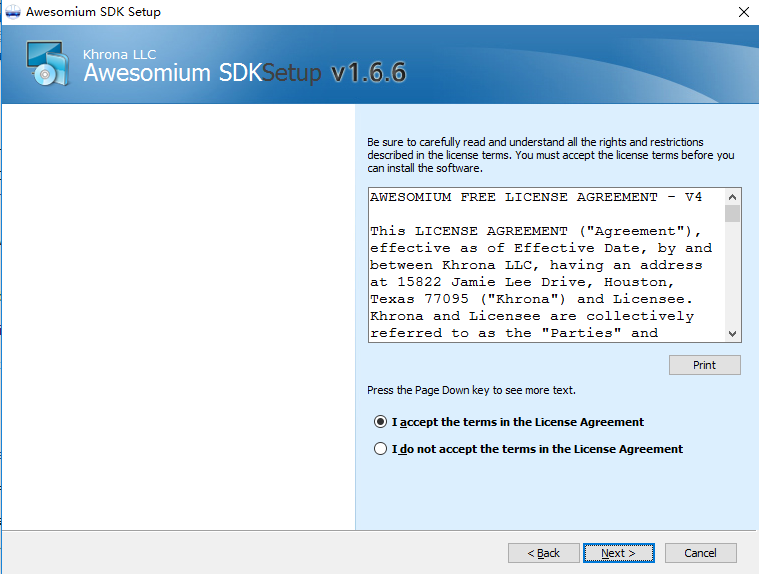 Awesomium SDK Setup
Khrona LLC
Awesomium SDKSetup v1.6.6
Be sure to carefully read and understand all the rights and restrictions
described in the license terms. You must accept the license terms before you
can install the software.
AWESOMIUM FREE LICENSE AGREEMENT - V4
This LICENSE AGREEMENT ("Agreement"),
effective as of Effective Date, by and
between Khrona LLC, having an address
at 15822 Jamie Lee Drive, Houston,
Texas 77095 ("Khrona") and Licensee.
Khrona and Licensee are collectively
referred to as the "Parties" and
Print
Press the Page Down key to see more text.
I accept the terms in the License Agreement
I do not accept the terms in the License Agreement
< Back
Next >
Cancel